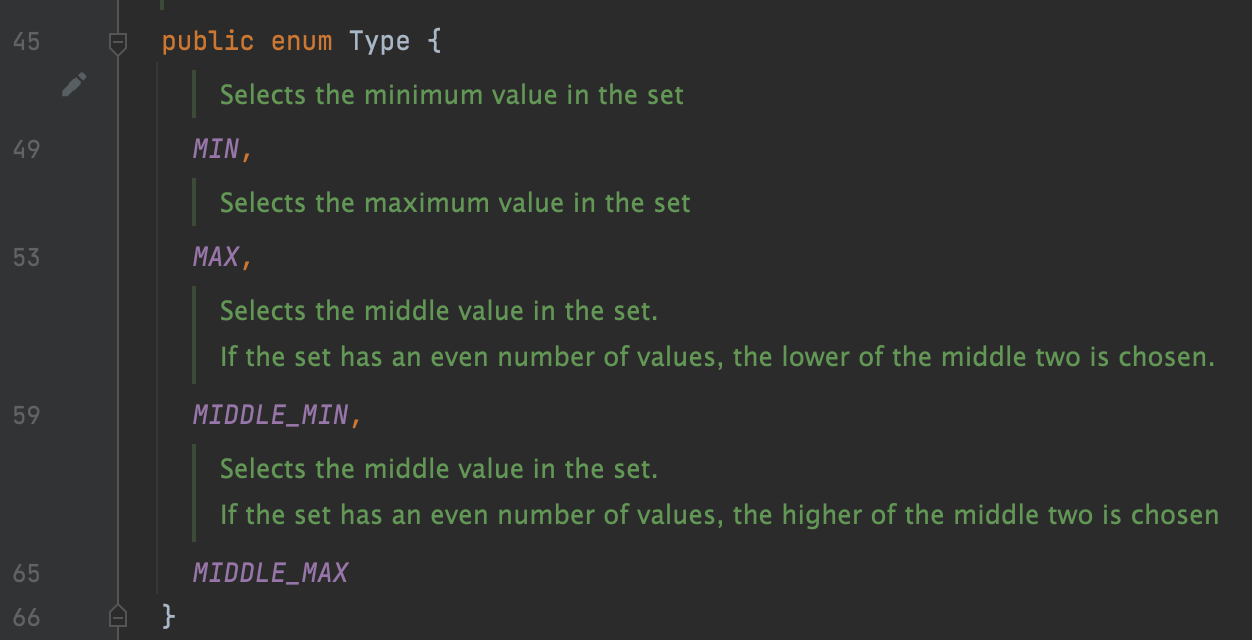 45 public enum Type {
Selects the minimum value in the set
49 MIN,
Selects the maximum value in the set
53 MAX,
Selects the middle value in the set.
If the set has an even number of values, the lower of the middle two is chosen.
59 MIDDLE_MIN,
Selects the middle value in the set.
If the set has an even number of values, the higher of the middle two is chosen
65 MIDDLE_MAX
66 }